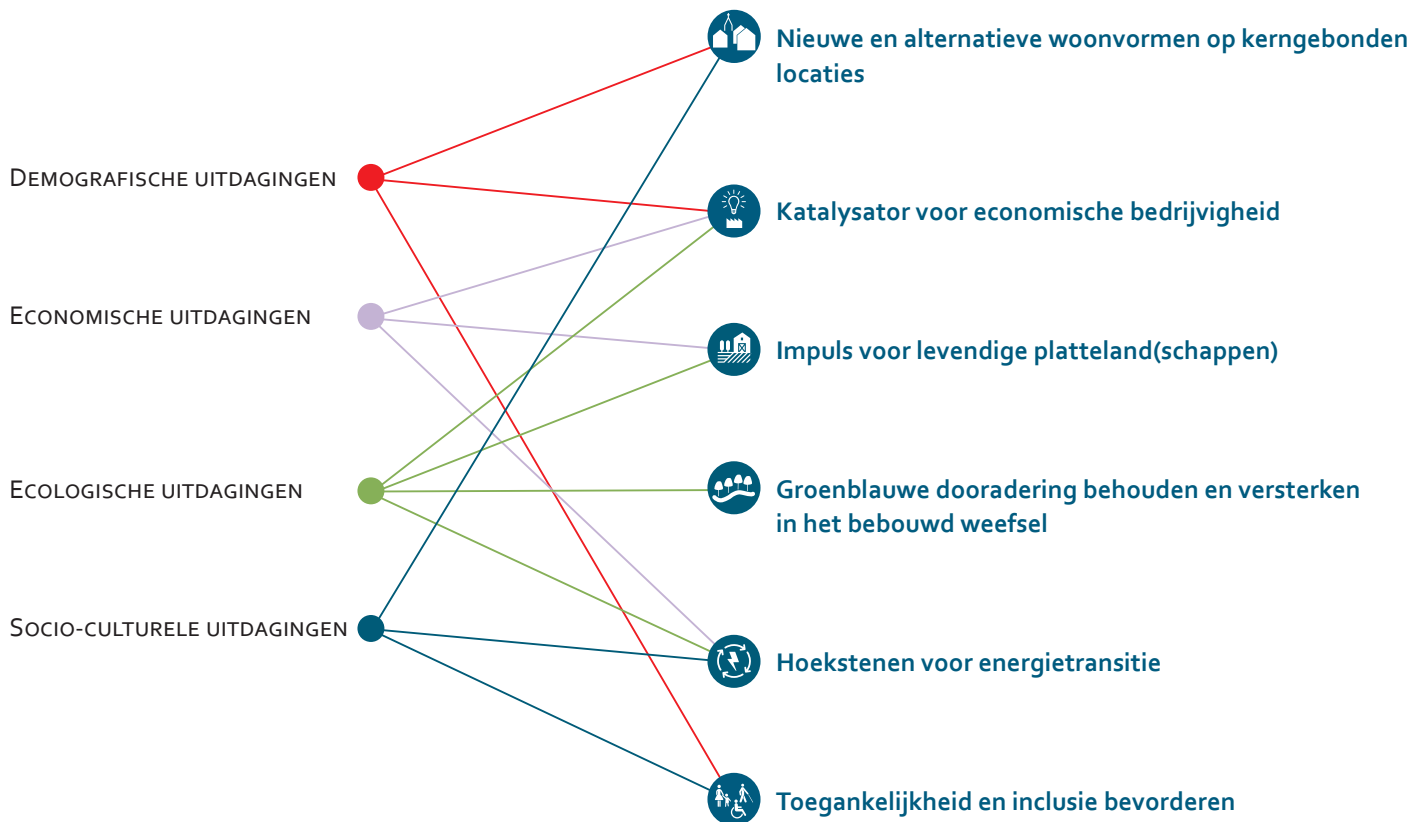 Nieuwe en alternatieve woonvormen op kerngebonden
locaties
Demografische uitdagingen
Katalysator voor economische bedrijvigheid
Economische uitdagingen
Impuls voor levendige platteland(schappen)
Ecologische uitdagingen
Groenblauwe dooradering behouden en versterken
in het bebouwd weefsel
Socio-culturele uitdagingen
Hoekstenen voor energietransitie
Toegankelijkheid en inclusie bevorderen